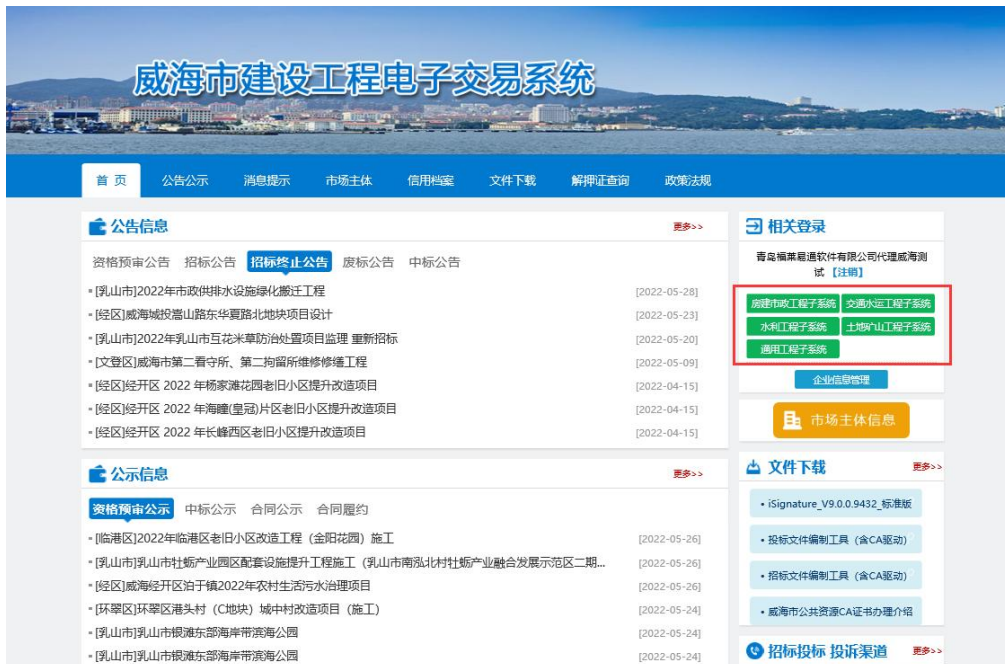 威海市建设工程电子交易系统
首 页 公告公示 消息提示 市场主体 信用档案 文件下载 解押证查询 政策法规
公告信息 更多>>
资格预审公告 招标公告 招标终止公告 废标公告 中标公告
[乳山市]2022年市政供排水设施绿化搬迁工程 [2022-05-28]
[经区]威海城投嵩山路东华夏路北地块项目设计 [2022-05-23]
[乳山市]2022年乳山市互花米草防治处置项目监理 重新招标 [2022-05-20]
[文登区]威海市第二看守所、第二拘留所维修修缮工程 [2022-05-09]
[经区]经开区 2022 年杨家滩花园老旧小区提升改造项目 [2022-04-15]
[经区]经开区 2022 年海瞳(皇冠)片区老旧小区提升改造项目 [2022-04-15]
[经区]经开区 2022 年长峰西区老旧小区提升改造项目 [2022-04-15]
公示信息 更多>>
资格预审公示 中标公示 合同公示 合同履约
[临港区]2022年临港区老旧小区改造工程（金阳花园）施工 [2022-05-26]
[乳山市]乳山市牡蛎产业园区配套设施提升工程施工（乳山市南泓北村牡蛎产业融合发展示范区二期... [2022-05-26]
[经区]威海经开区泊于镇2022年农村生活污水治理项目 [2022-05-26]
[环翠区]环翠区港头村（C地块）城中村改造项目（施工） [2022-05-24]
[乳山市]乳山市银滩东部海岸带滨海公园 [2022-05-24]
[乳山市]乳山市银滩东部海岸带滨海公园 [2022-05-24]
相关登录
青岛福莱易通软件有限公司代理威海测
试 【注销】
房建市政工程子系统 交通水运工程子系统
水利工程子系统 土地矿山工程子系统
通用工程子系统
企业信息管理
市场主体信息
文件下载 更多>>
iSignature_V9.0.0.9432_标准版
投标文件编制工具（含CA驱动）
招标文件编制工具（含CA驱动）
威海市公共资源CA证书办理介绍
招标投标 投诉渠道 更多>>